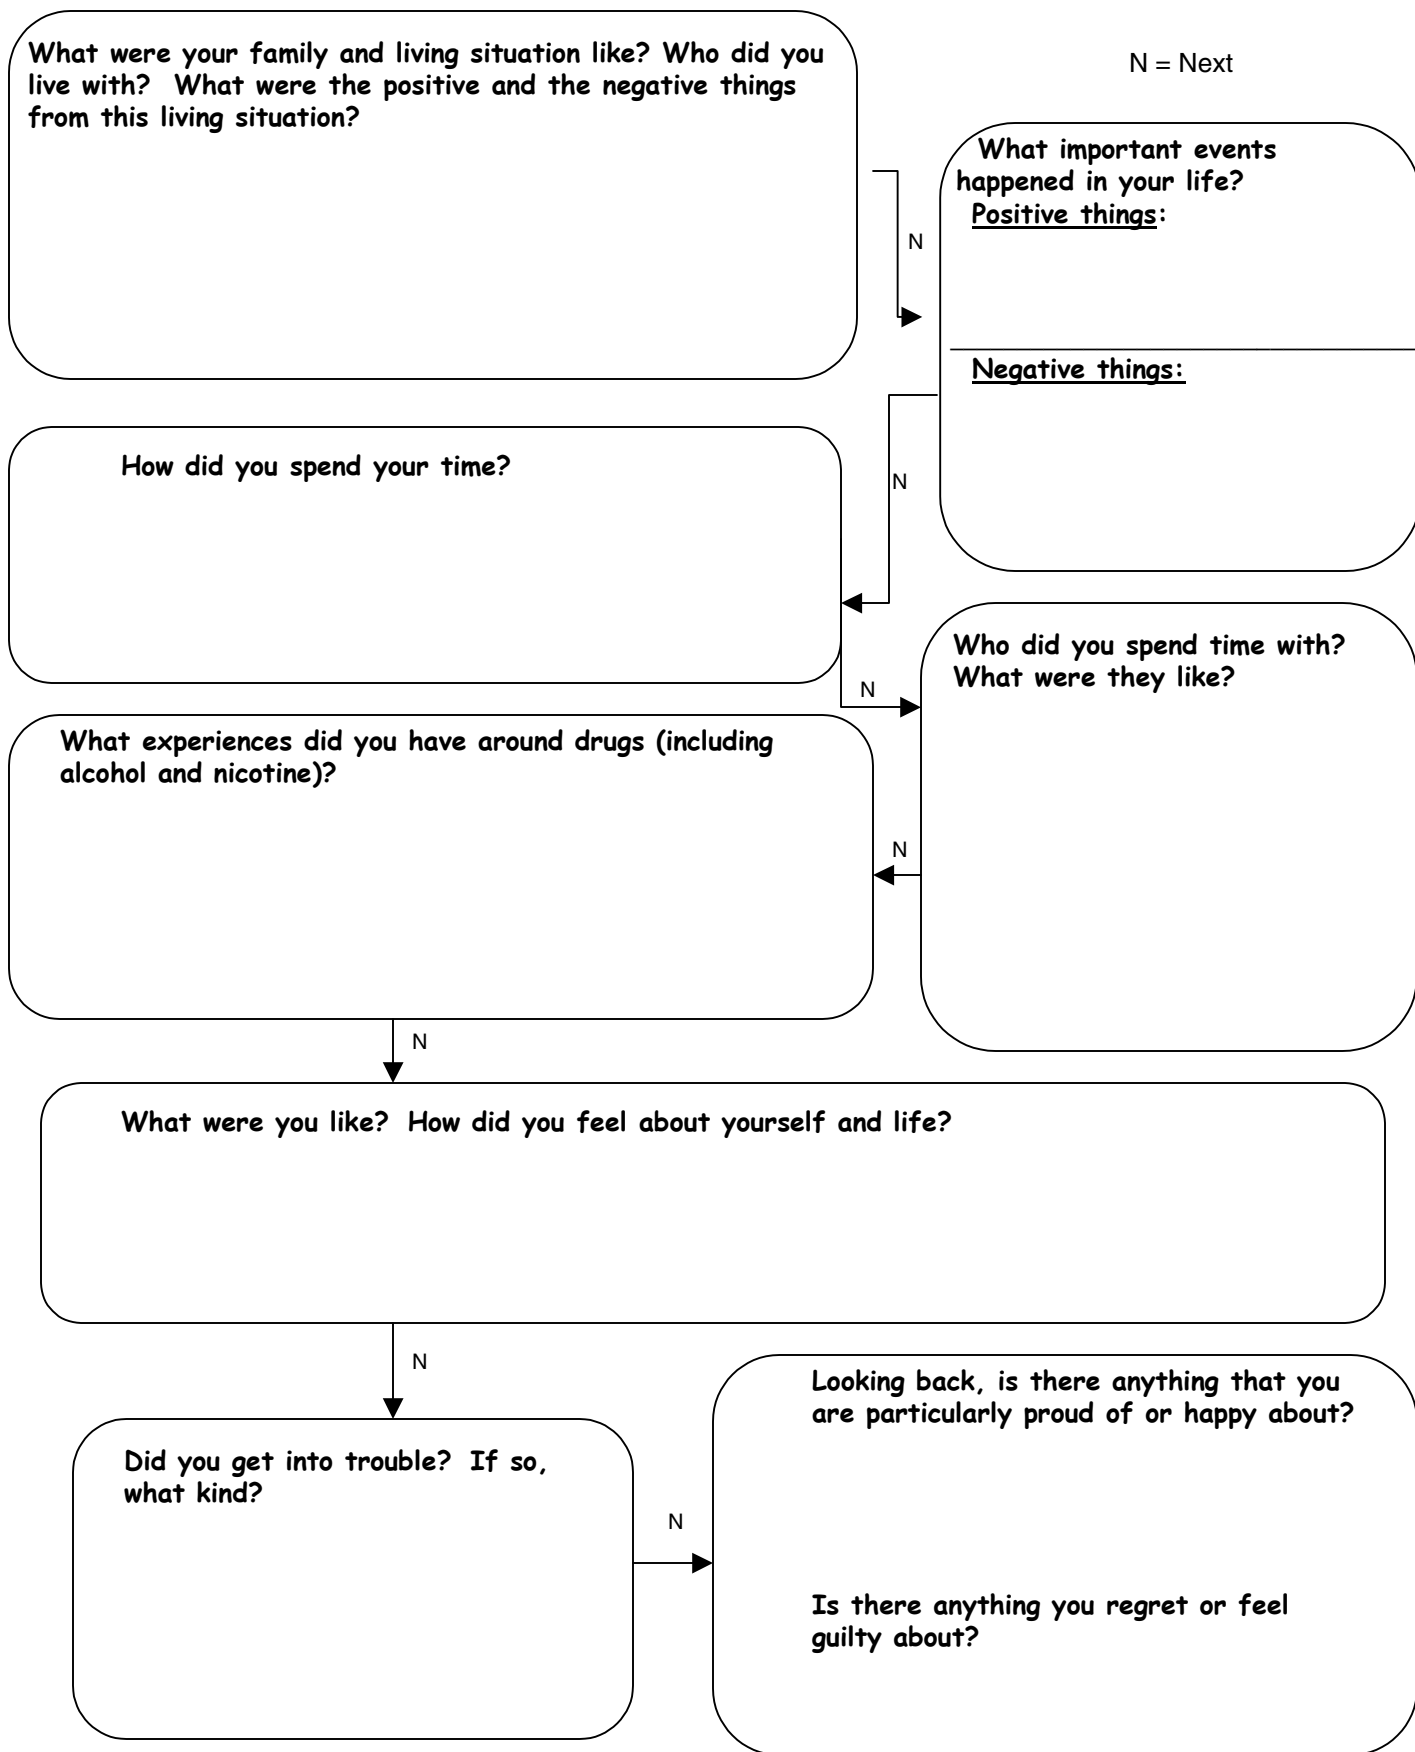 What were your family and living situation like? Who did you
live with?  What were the positive and the negative things
from this living situation?
N = Next
What important events
happened in your life?
Positive things:
N
Negative things:
How did you spend your time?
N
Who did you spend time with?
What were they like?
N
What experiences did you have around drugs (including
alcohol and nicotine)?
N
N
What were you like?  How did you feel about yourself and life?
N
Did you get into trouble?  If so,
what kind?
N
Looking back, is there anything that you
are particularly proud of or happy about?
Is there anything you regret or feel
guilty about?